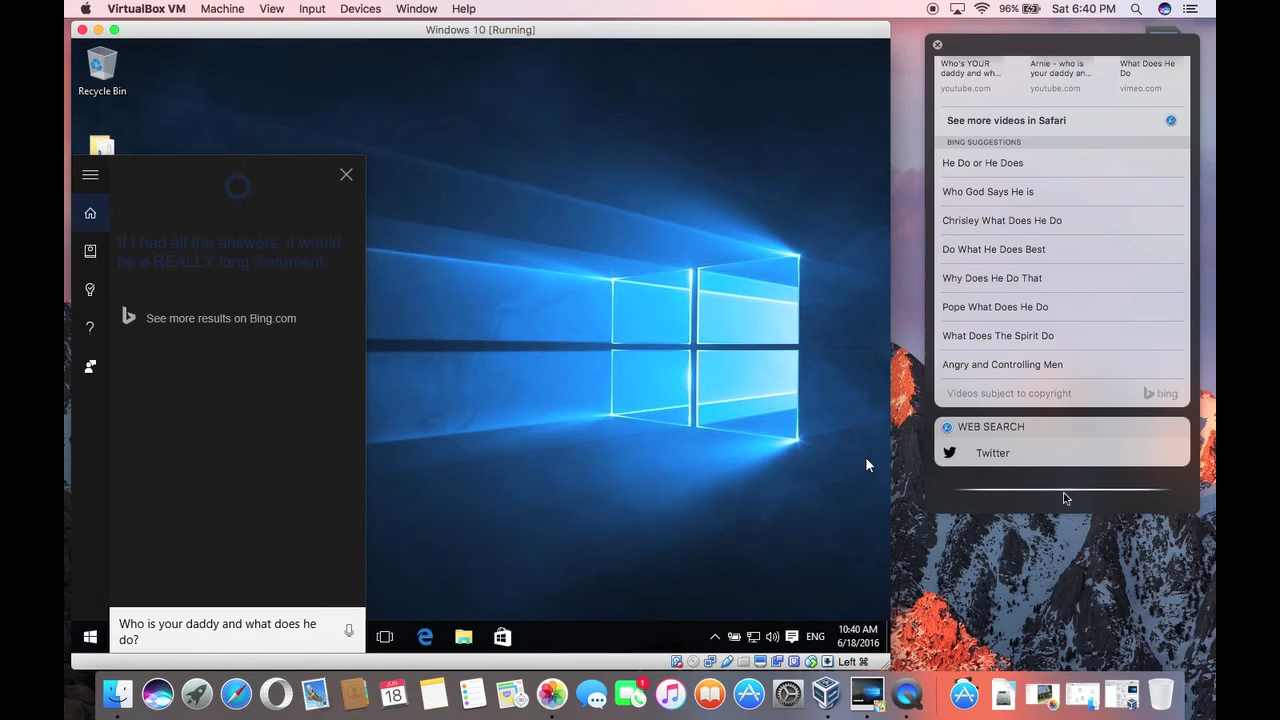 VirtualBox VM Machine View Input Devices Window Help
96% Sat 6:40 PM
Windows 10 [Running]
Recycle Bin
If I had all the answers, it would
be a REALLY long document.
See more results on Bing.com
Who is your daddy and what does he
do?
ENG
10:40 AM
6/18/2016
Left ⌘
Who's YOUR
daddy and wh...
youtube.com
Arnie - who is
your daddy an...
youtube.com
What Does He
Do
vimeo.com
See more videos in Safari
BING SUGGESTIONS
He Do or He Does
Who God Says He is
Chrisley What Does He Do
Do What He Does Best
Why Does He Do That
Pope What Does He Do
What Does The Spirit Do
Angry and Controlling Men
Videos subject to copyright
bing
WEB SEARCH
Twitter
JUN
18
1